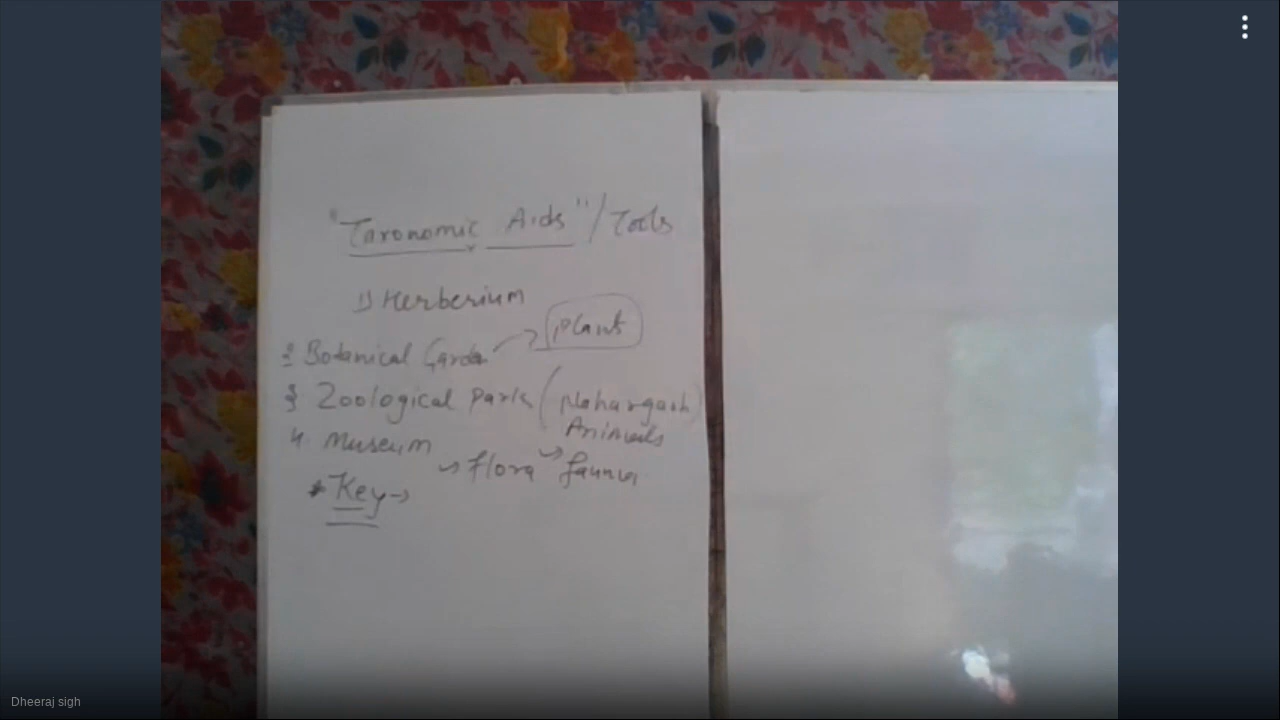 "Taxonomic Aids" / Tools
1) Herberium
2 Botanical Garden → Plant
3 Zoological Park (Nahargarh)
Animals
4. Museum
→ flora → fauna
* Key →
Dheeraj sigh